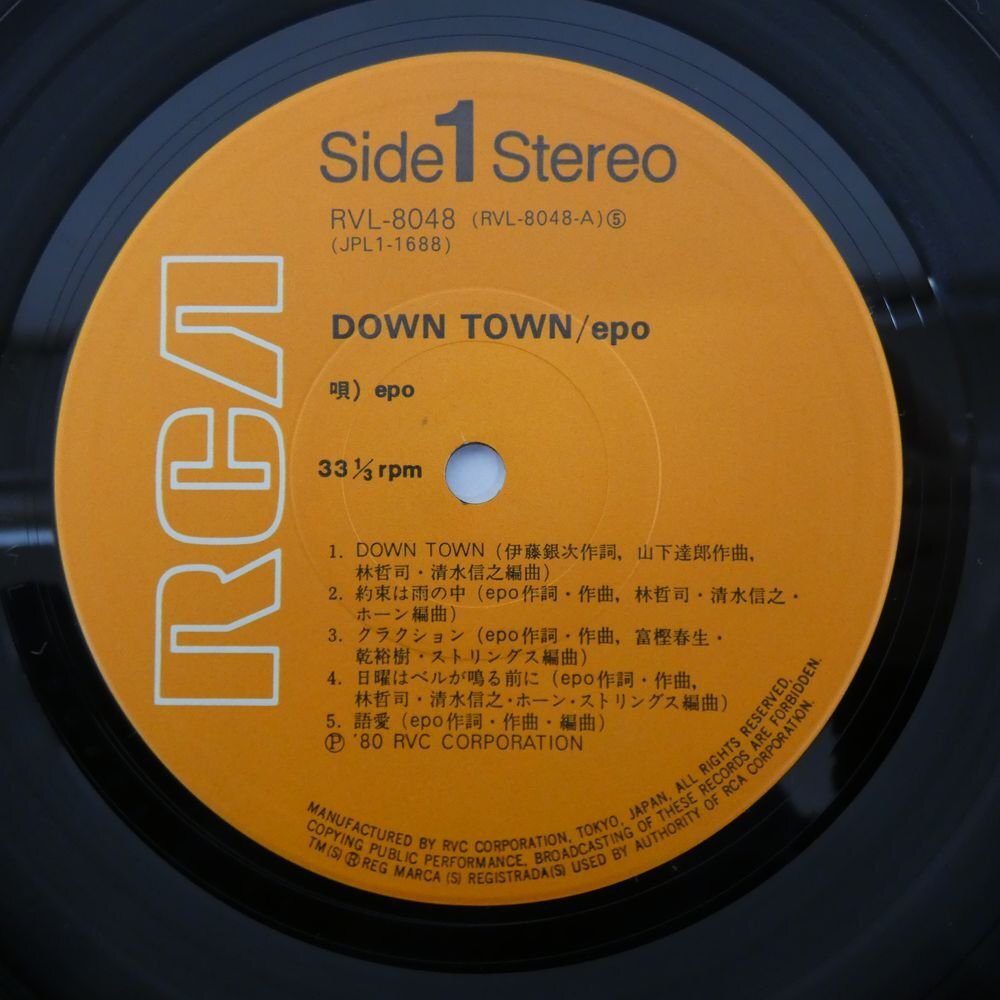 Side 1 Stereo
RVL-8048 (RVL-8048-A)⑤
(JPL1-1688)
RCA
DOWN TOWN/epo
唄) epo
33 1/3 rpm
1. DOWN TOWN (伊藤銀次作詞, 山下達郎作曲,
林哲司・清水信之編曲)
2. 約束は雨の中 (epo作詞・作曲, 林哲司・清水信之・
ホーン編曲)
3. クラクション (epo作詞・作曲, 富樫春生・
乾裕樹・ストリングス編曲)
4. 日曜はベルが鳴る前に (epo作詞・作曲,
林哲司・清水信之・ホーン・ストリングス編曲)
5. 語愛 (epo作詞・作曲・編曲)
Ⓟ '80 RVC CORPORATION
MANUFACTURED BY RVC CORPORATION, TOKYO, JAPAN, ALL RIGHTS RESERVED,
COPYING PUBLIC PERFORMANCE, BROADCASTING OF THESE RECORDS ARE FORBIDDEN.
TM(S)®REG MARCA (S) REGISTRADA(S) USED BY AUTHORITY OF RCA CORPORATION.